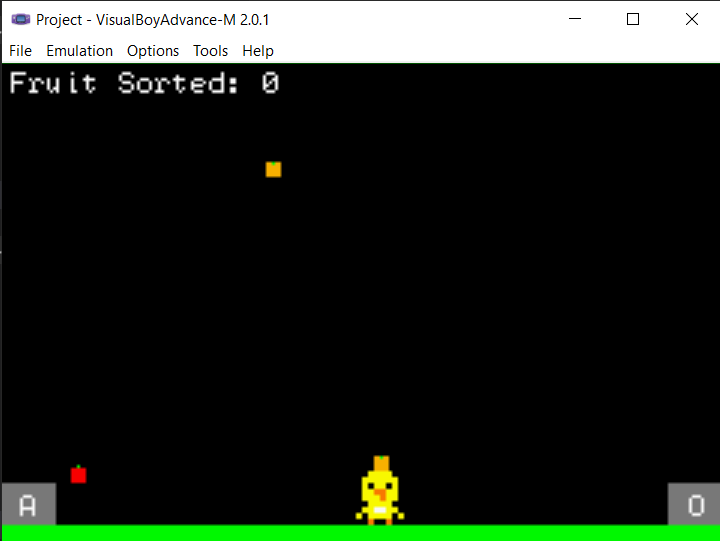 Project - VisualBoyAdvance-M 2.0.1
File Emulation Options Tools Help
Fruit Sorted: 0
A O